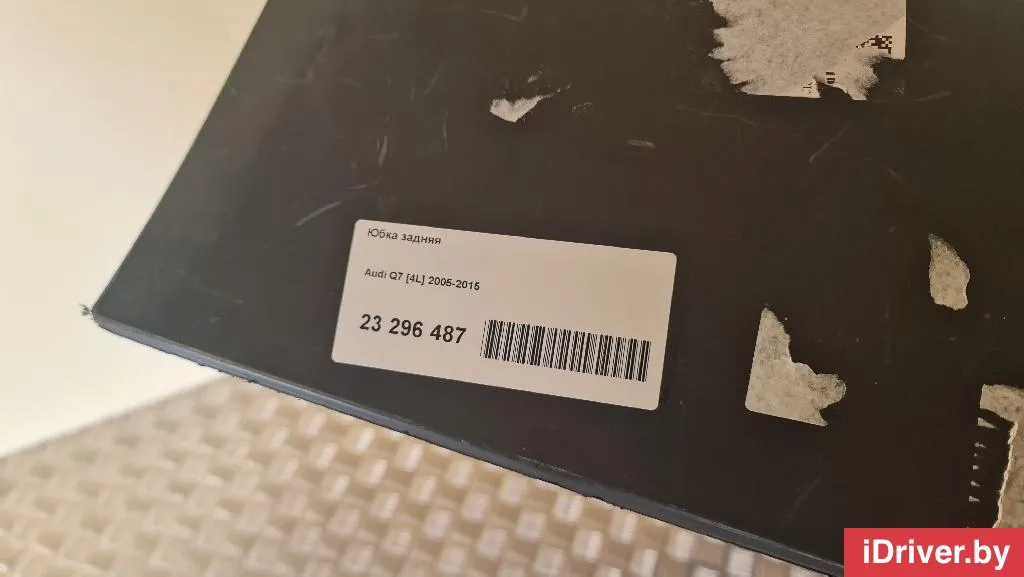 Юбка задняя
Audi Q7 [4L] 2005-2015
23 296 487
iDriver.by